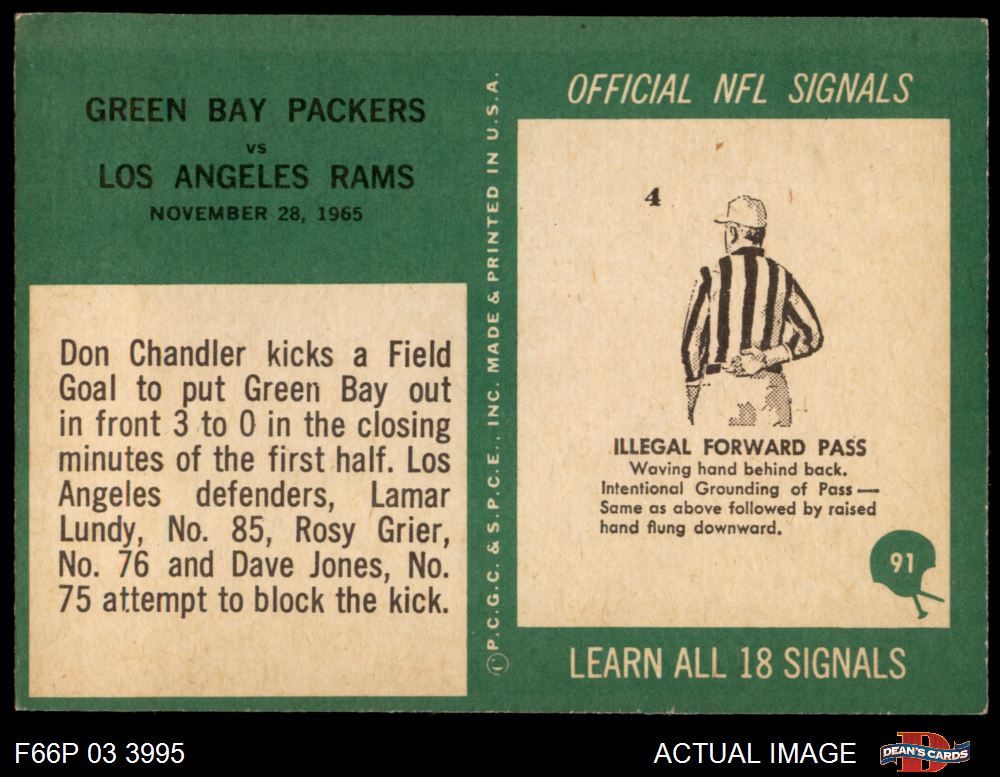 GREEN BAY PACKERS
vs
LOS ANGELES RAMS
NOVEMBER 28, 1965
Don Chandler kicks a Field
Goal to put Green Bay out
in front 3 to 0 in the closing
minutes of the first half. Los
Angeles defenders, Lamar
Lundy, No. 85, Rosy Grier,
No. 76 and Dave Jones, No.
75 attempt to block the kick.
©P.C.G.C. & S.P.C.E., INC. MADE & PRINTED IN U.S.A.
OFFICIAL NFL SIGNALS
4
ILLEGAL FORWARD PASS
Waving hand behind back.
Intentional Grounding of Pass—
Same as above followed by raised
hand flung downward.
91
LEARN ALL 18 SIGNALS
F66P 03 3995
ACTUAL IMAGE
D
DEAN'S CARDS